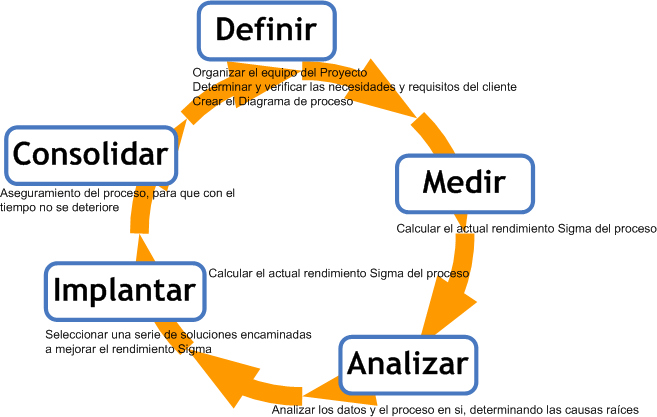 Definir
Organizar el equipo del Proyecto
Determinar y verificar las necesidades y requisitos del cliente
Crear el Diagrama de proceso
Medir
Calcular el actual rendimiento Sigma del proceso
Analizar
Analizar los datos y el proceso en si, determinando las causas raíces
Calcular el actual rendimiento Sigma del proceso
Implantar
Seleccionar una serie de soluciones encaminadas
a mejorar el rendimiento Sigma
Consolidar
Aseguramiento del proceso, para que con el
tiempo no se deteriore